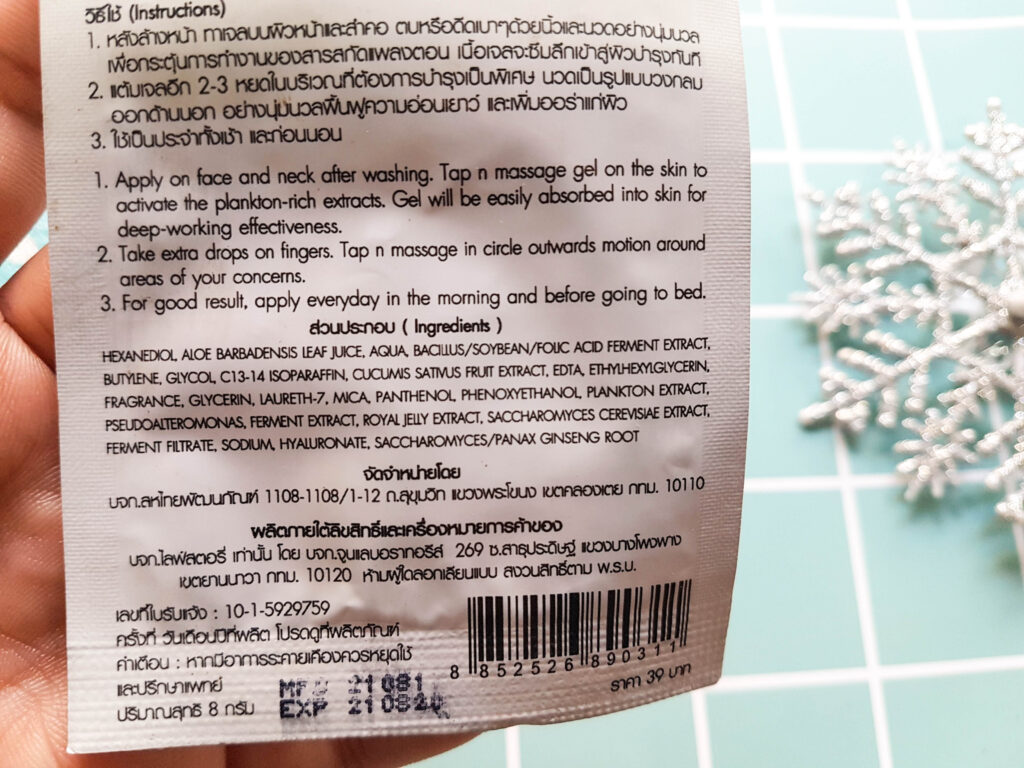 วิธีใช้ (Instructions)
1. หลังล้างหน้า ทาเจลบนผิวหน้าและลำคอ ตบหรือดีดเบาๆด้วยนิ้วและนวดอย่างนุ่มนวล
เพื่อกระตุ้นการทำงานของสารสกัดแพลงตอน เนื้อเจลจะซึมลึกเข้าสู่ผิวบำรุงทันที
2. แต้มเจลอีก 2-3 หยดในบริเวณที่ต้องการบำรุงเป็นพิเศษ นวดเป็นรูปแบบวงกลม
ออกด้านนอก อย่างนุ่มนวลฟื้นฟูความอ่อนเยาว์ และเพิ่มออร่าแก่ผิว
3. ใช้เป็นประจำทั้งเช้า และก่อนนอน
1. Apply on face and neck after washing. Tap n massage gel on the skin to
activate the plankton-rich extracts. Gel will be easily absorbed into skin for
deep-working effectiveness.
2. Take extra drops on fingers. Tap n massage in circle outwards motion around
areas of your concerns.
3. For good result, apply everyday in the morning and before going to bed.
ส่วนประกอบ ( Ingredients )
HEXANEDIOL, ALOE BARBADENSIS LEAF JUICE, AQUA, BACILLUS/SOYBEAN/FOLIC ACID FERMENT EXTRACT,
BUTYLENE, GLYCOL, C13-14 ISOPARAFFIN, CUCUMIS SATIVUS FRUIT EXTRACT, EDTA, ETHYLHEXYLGLYCERIN,
FRAGRANCE, GLYCERIN, LAURETH-7, MICA, PANTHENOL, PHENOXYETHANOL, PLANKTON EXTRACT,
PSEUDOALTEROMONAS, FERMENT EXTRACT, ROYAL JELLY EXTRACT, SACCHAROMYCES CEREVISIAE EXTRACT,
FERMENT FILTRATE, SODIUM, HYALURONATE, SACCHAROMYCES/PANAX GINSENG ROOT
จัดจำหน่ายโดย
บจก.สหไทยพัฒนภัณฑ์ 1108-1108/1-12 ถ.สุขุมวิท แขวงพระโขนง เขตคลองเตย กทม. 10110
ผลิตภายใต้ลิขสิทธิ์และเครื่องหมายการค้าของ
บจก.ไลฟ์สตอรี่ เท่านั้น โดย บจก.จูนแลบอราทอรีส์ 269 ซ.สาธุประดิษฐ์ แขวงบางโพงพาง
เขตยานนาวา กทม. 10120 ห้ามผู้ใดลอกเลียนแบบ สงวนสิทธิ์ตาม พ.ร.บ.
เลขที่ใบรับแจ้ง : 10-1-5929759
ครั้งที่ วันเดือนปีที่ผลิต โปรดดูที่ผลิตภัณฑ์
คำเตือน : หากมีอาการระคายเคืองควรหยุดใช้
และปรึกษาแพทย์
ปริมาณสุทธิ 8 กรัม
MFG 21 081
EXP 21 082
8 852526 890311
ราคา 39 บาท